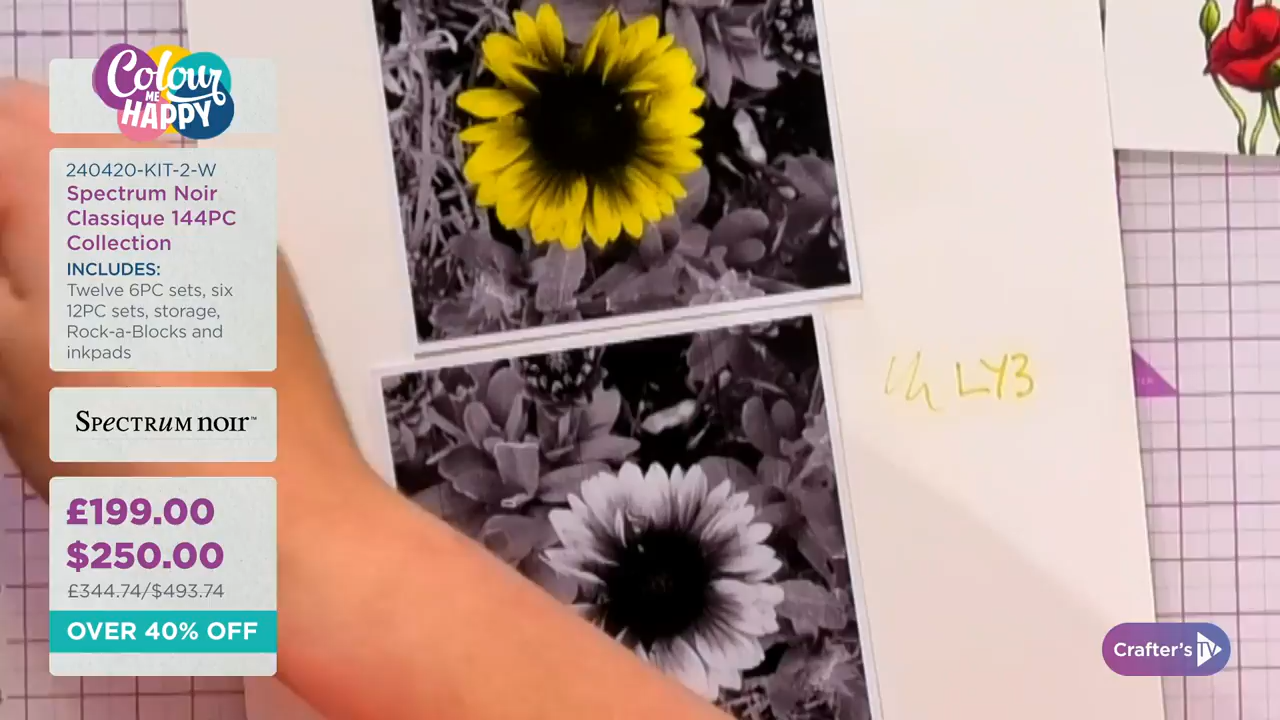 Colour
ME
HAPPY
240420-KIT-2-W
Spectrum Noir
Classique 144PC
Collection
INCLUDES:
Twelve 6PC sets, six
12PC sets, storage,
Rock-a-Blocks and
inkpads
SPECTRUM NOIR™
£199.00
$250.00
£344.74/$493.74
OVER 40% OFF
LY3
Crafter's TV